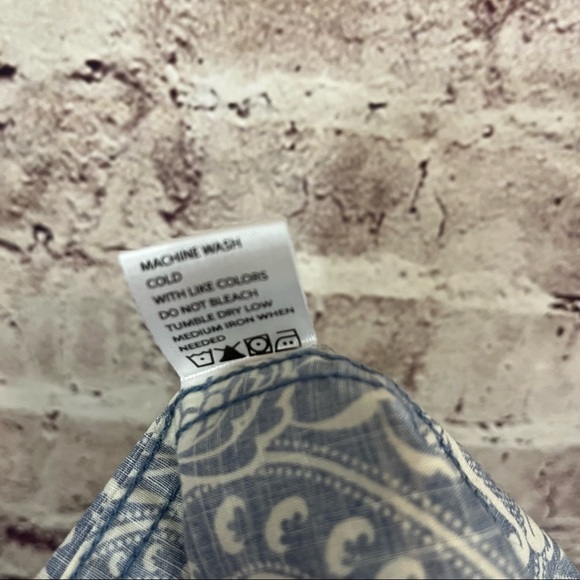 MACHINE WASH
COLD
WITH LIKE COLORS
DO NOT BLEACH
TUMBLE DRY LOW
MEDIUM IRON WHEN
NEEDED